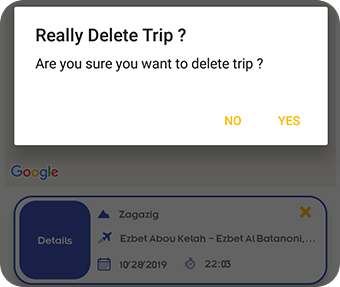 Really Delete Trip ?
Are you sure you want to delete trip ?
NO YES
Google
Details
Zagazig
Ezbet Abou Kelah - Ezbet Al Batanoni,...
10/28/2019 22:03